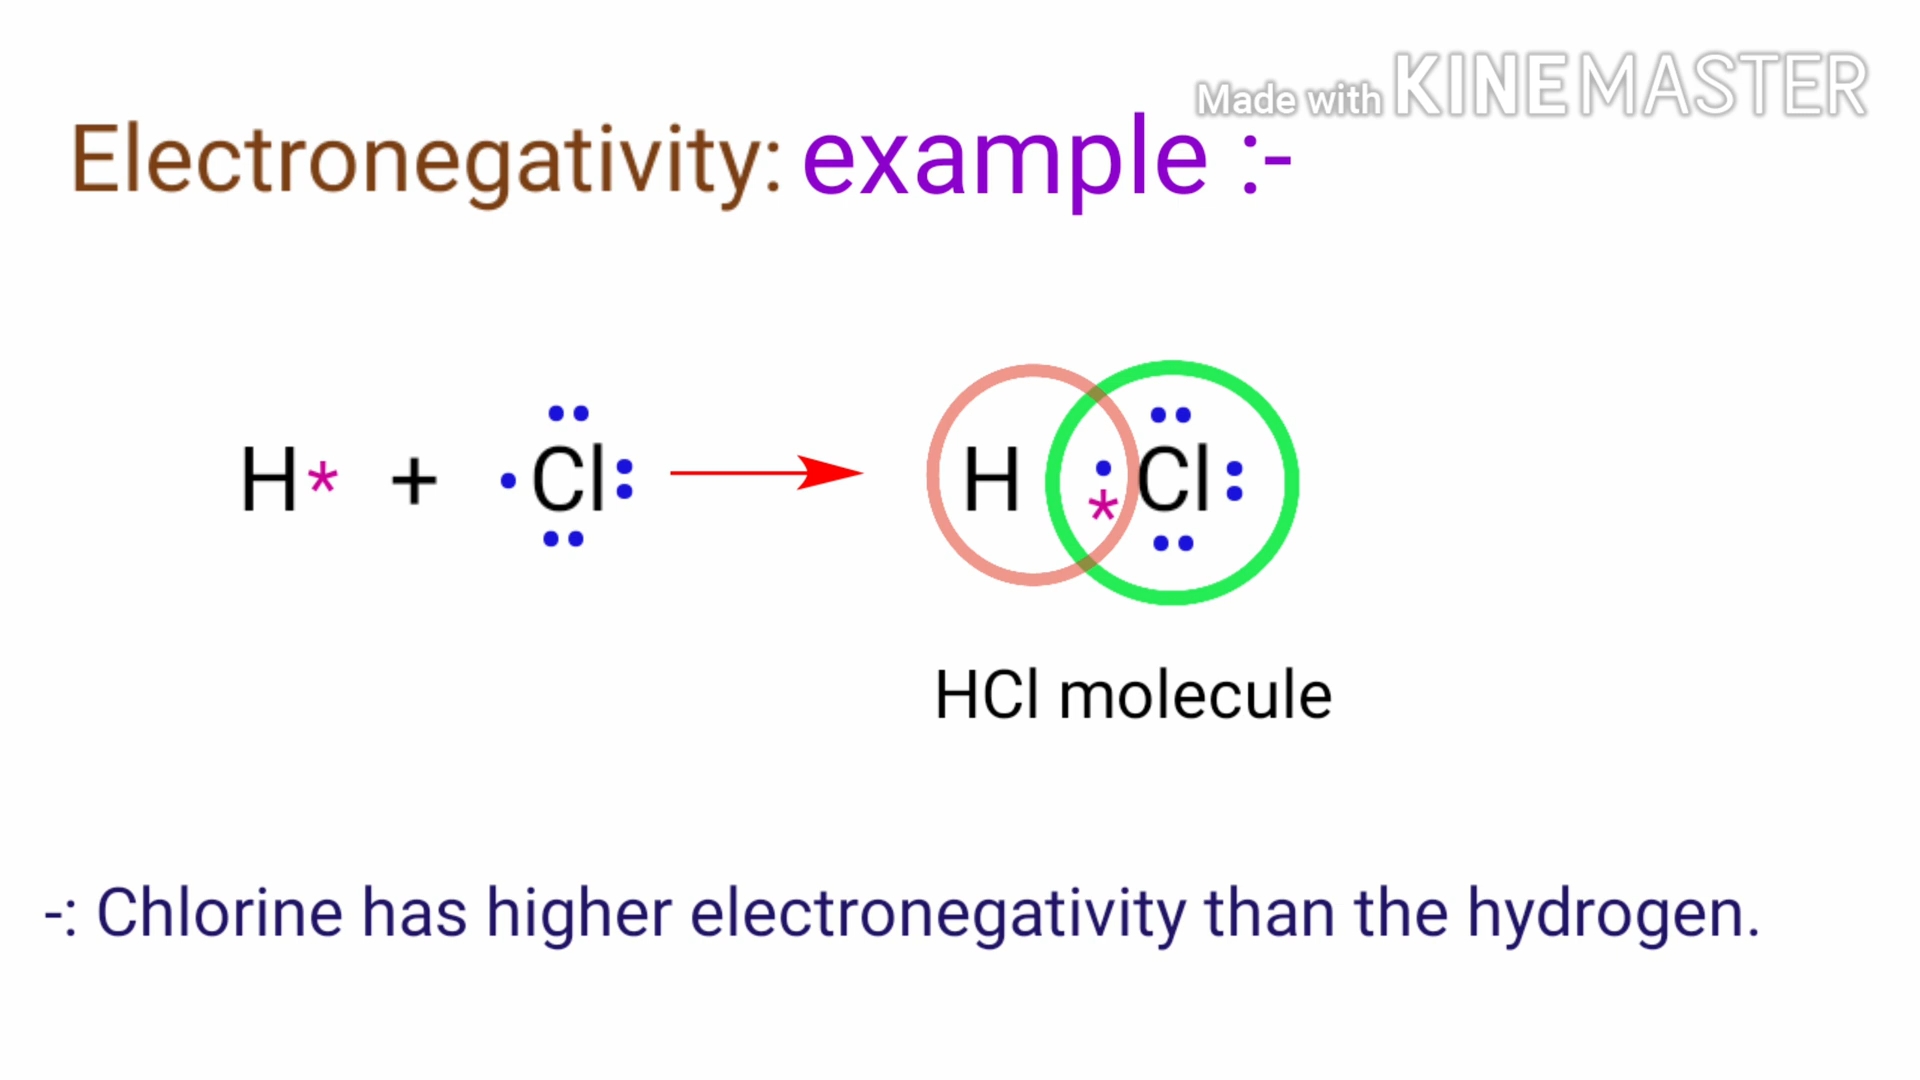 Made with KINEMASTER
Electronegativity: example :-
H* + Cl H * Cl
HCl molecule
-: Chlorine has higher electronegativity than the hydrogen.